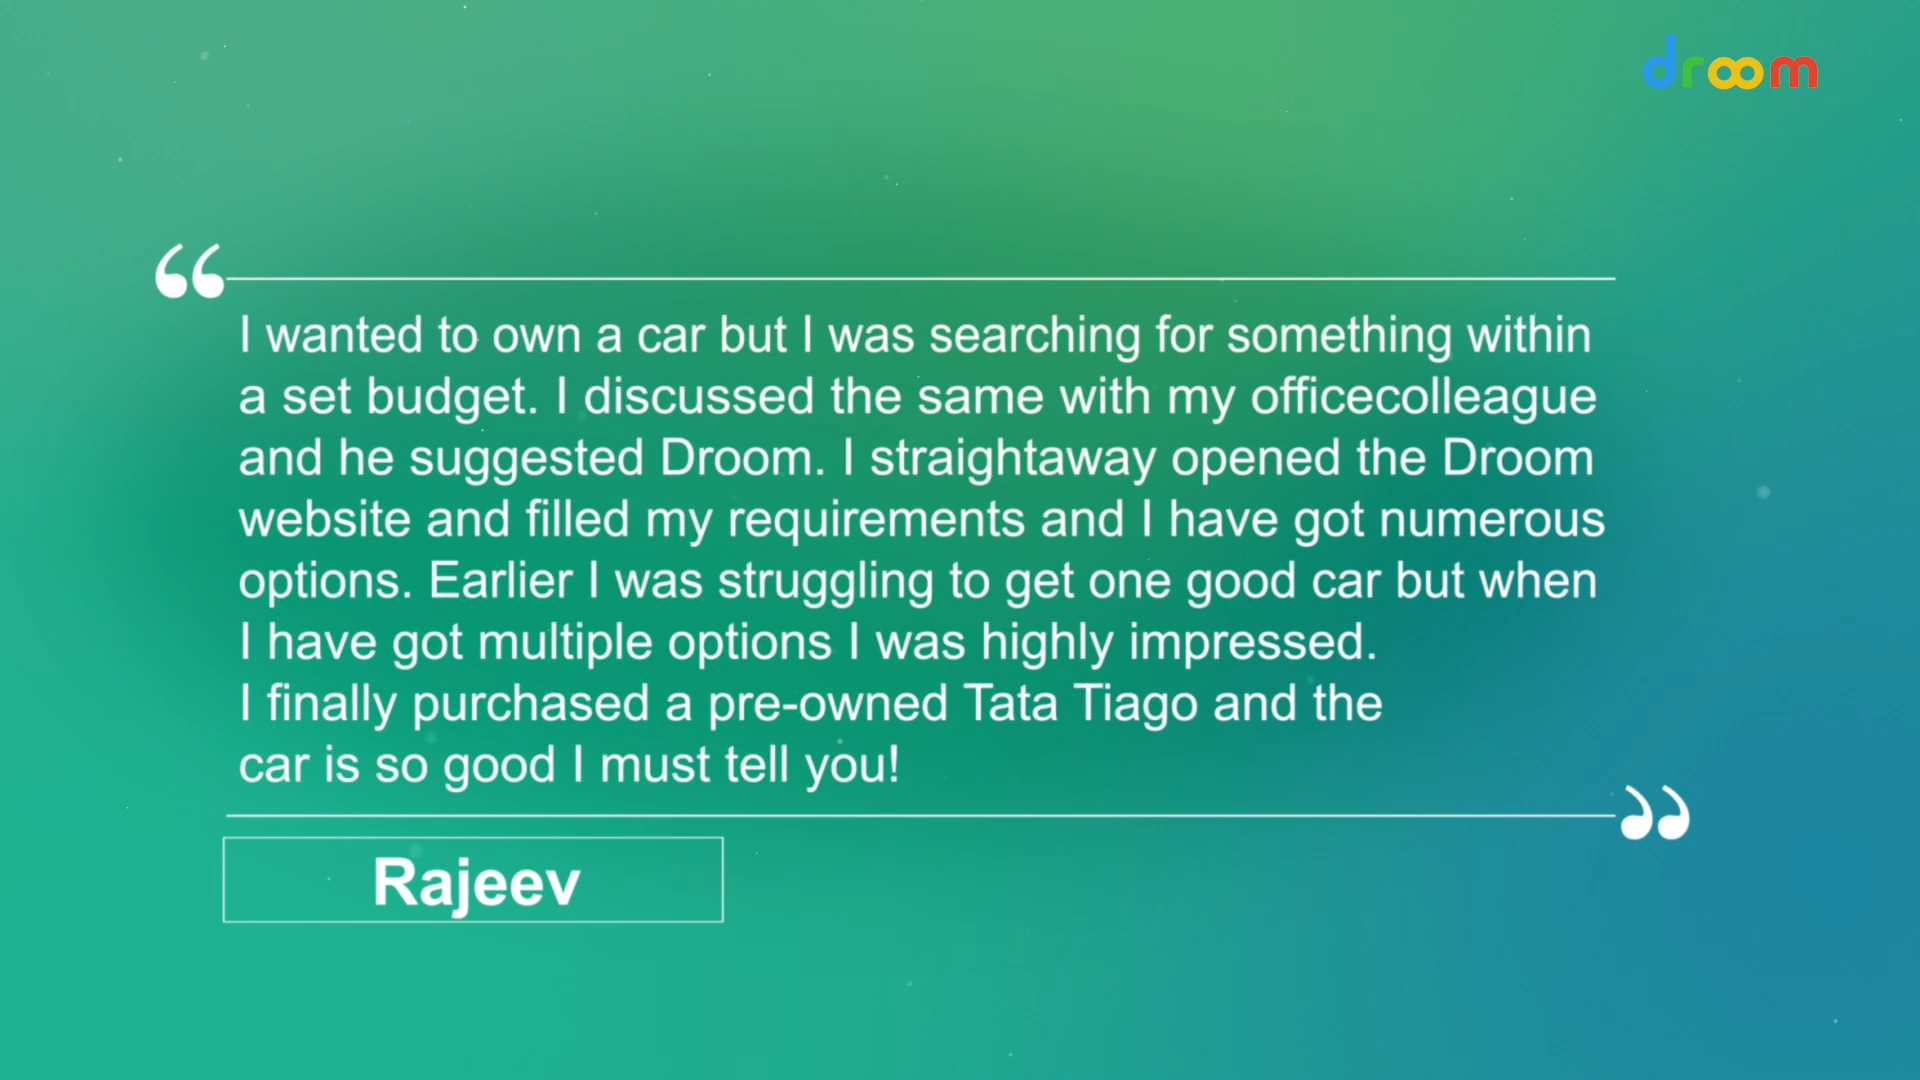 droom
“
I wanted to own a car but I was searching for something within
a set budget. I discussed the same with my officecolleague
and he suggested Droom. I straightaway opened the Droom
website and filled my requirements and I have got numerous
options. Earlier I was struggling to get one good car but when
I have got multiple options I was highly impressed.
I finally purchased a pre-owned Tata Tiago and the
car is so good I must tell you!
”
Rajeev